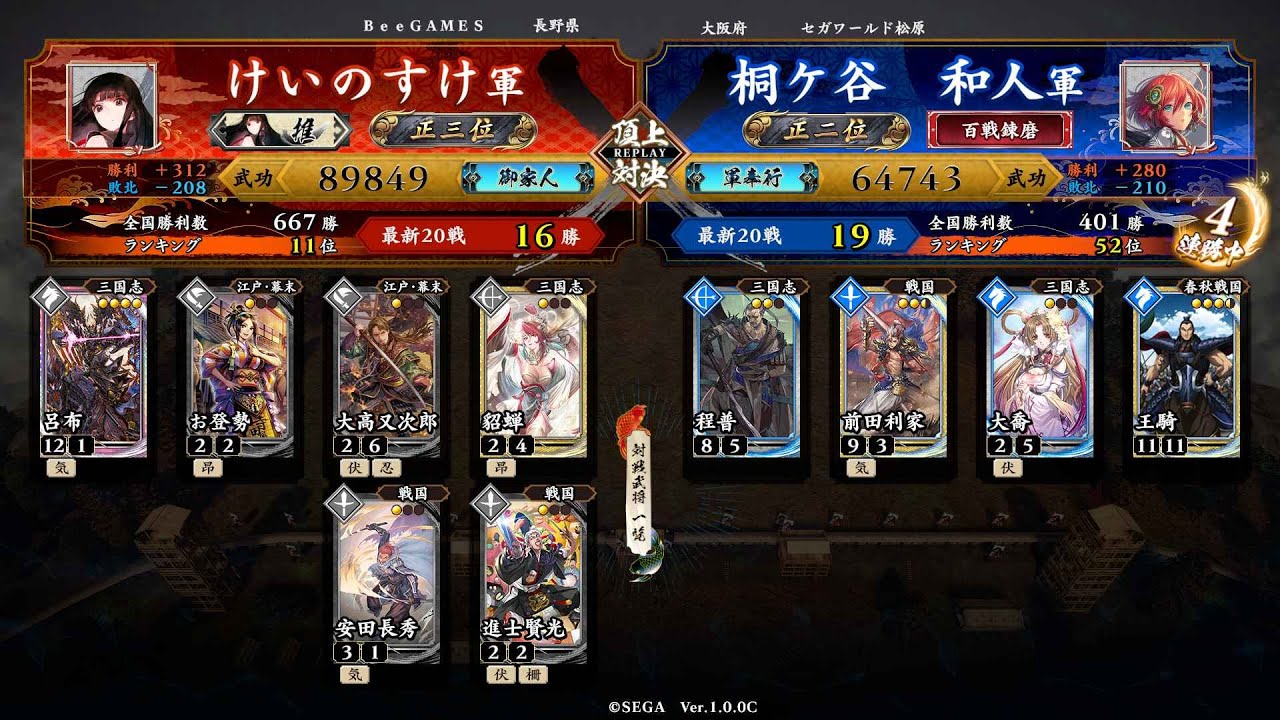 BeeGAMES 長野県
大阪府 セガワールド松原
けいのすけ軍
推
正三位
勝利 +312
敗北 -208
武功 89849
御家人
全国勝利数 667勝
ランキング 11位
最新20戦 16勝
頂上
REPLAY
対決
桐ケ谷 和人軍
正二位
百戦錬磨
軍奉行
64743 武功
勝利 +280
敗北 -210
最新20戦 19勝
全国勝利数 401勝
ランキング 52位
4
連勝中
三国志
呂布
12 1
気
江戸・幕末
お登勢
2 2
昂
江戸・幕末
大高又次郎
2 6
伏 忍
三国志
貂蝉
2 4
昂
戦国
安田長秀
3 1
気
戦国
進士賢光
2 2
伏 柵
対戦武将一覧
三国志
程普
8 5
戦国
前田利家
9 3
気
三国志
大喬
2 5
伏
春秋戦国
王騎
11 11
©SEGA Ver.1.0.0C